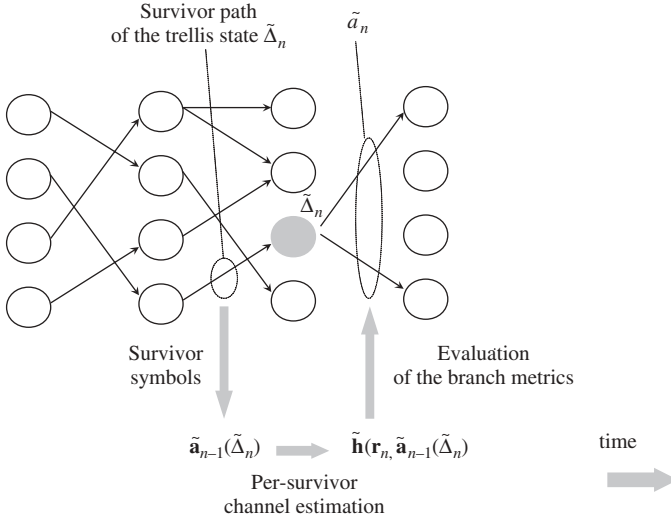 Survivor path
of the trellis state Δ̃ₙ
ãₙ
Δ̃ₙ
Survivor
symbols
Evaluation
of the branch metrics
ãₙ₋₁(Δ̃ₙ)
h̃(rₙ, ãₙ₋₁(Δ̃ₙ)
time
Per-survivor
channel estimation